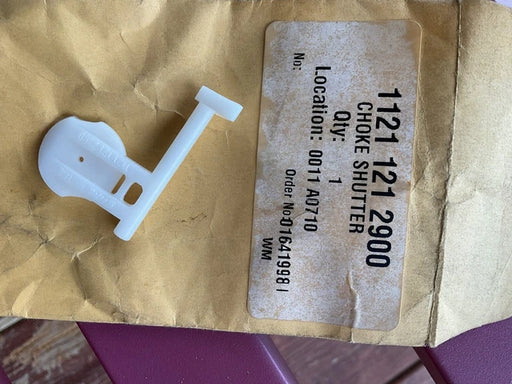 1121 121 2900
CHOKE SHUTTER
Qty: 1
Location: 0011 A0710
No: Order No:01641998 I
WM